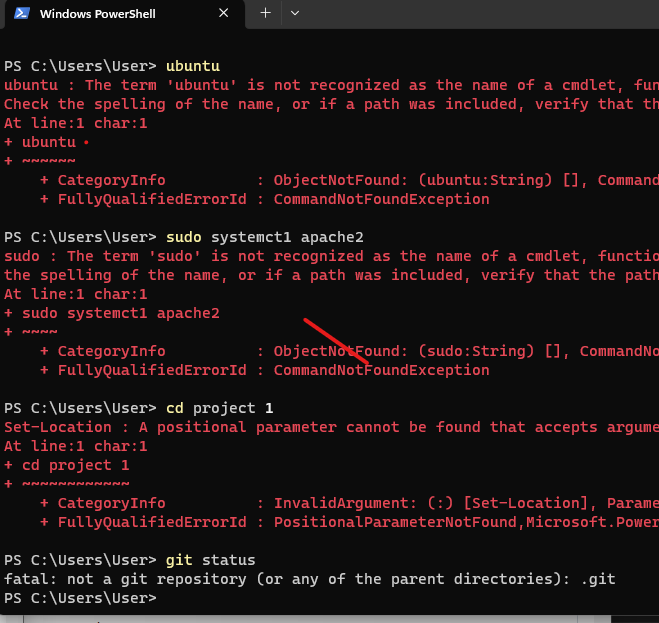 Windows PowerShell
PS C:\Users\User> ubuntu
ubuntu : The term 'ubuntu' is not recognized as the name of a cmdlet, fun
Check the spelling of the name, or if a path was included, verify that th
At line:1 char:1
+ ubuntu
+ ~~~~~~
    + CategoryInfo          : ObjectNotFound: (ubuntu:String) [], Command
    + FullyQualifiedErrorId : CommandNotFoundException
PS C:\Users\User> sudo systemct1 apache2
sudo : The term 'sudo' is not recognized as the name of a cmdlet, functio
the spelling of the name, or if a path was included, verify that the path
At line:1 char:1
+ sudo systemct1 apache2
+ ~~~~
    + CategoryInfo          : ObjectNotFound: (sudo:String) [], CommandNo
    + FullyQualifiedErrorId : CommandNotFoundException
PS C:\Users\User> cd project 1
Set-Location : A positional parameter cannot be found that accepts argume
At line:1 char:1
+ cd project 1
+ ~~~~~~~~~~~~
    + CategoryInfo          : InvalidArgument: (:) [Set-Location], Parame
    + FullyQualifiedErrorId : PositionalParameterNotFound,Microsoft.Power
PS C:\Users\User> git status
fatal: not a git repository (or any of the parent directories): .git
PS C:\Users\User>